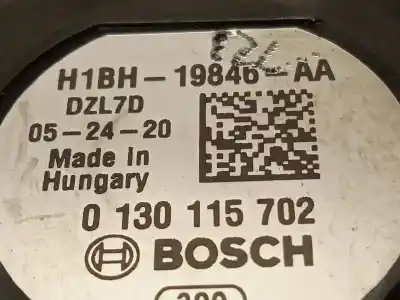 H1BH-19846-AA
DZL7D
05-24-20
Made in
Hungary
0 130 115 702
BOSCH